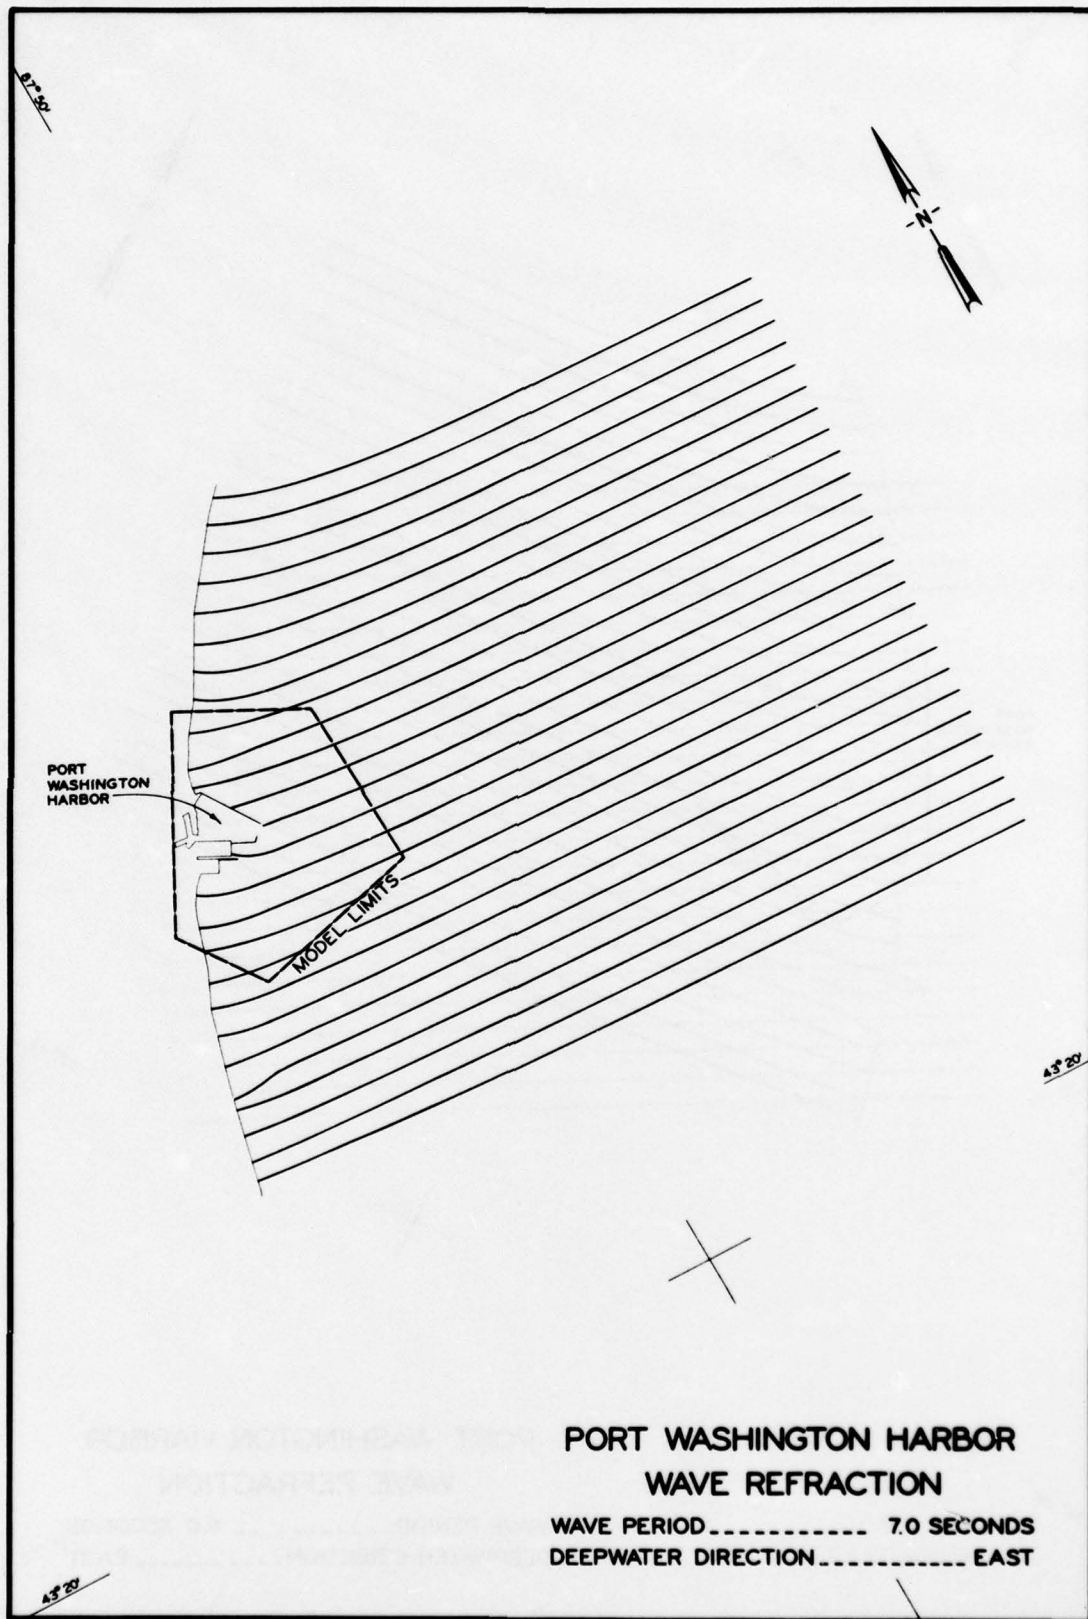 87° 50'
N
PORT
WASHINGTON
HARBOR
MODEL LIMITS
43° 20'
PORT WASHINGTON HARBOR
WAVE REFRACTION
WAVE PERIOD____________ 7.0 SECONDS
DEEPWATER DIRECTION___________ EAST
43° 20'